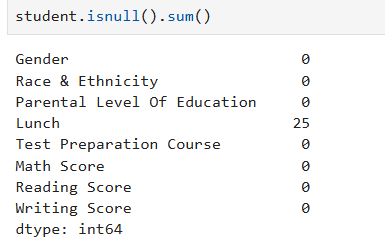 student.isnull().sum()
Gender 0
Race & Ethnicity 0
Parental Level Of Education 0
Lunch 25
Test Preparation Course 0
Math Score 0
Reading Score 0
Writing Score 0
dtype: int64